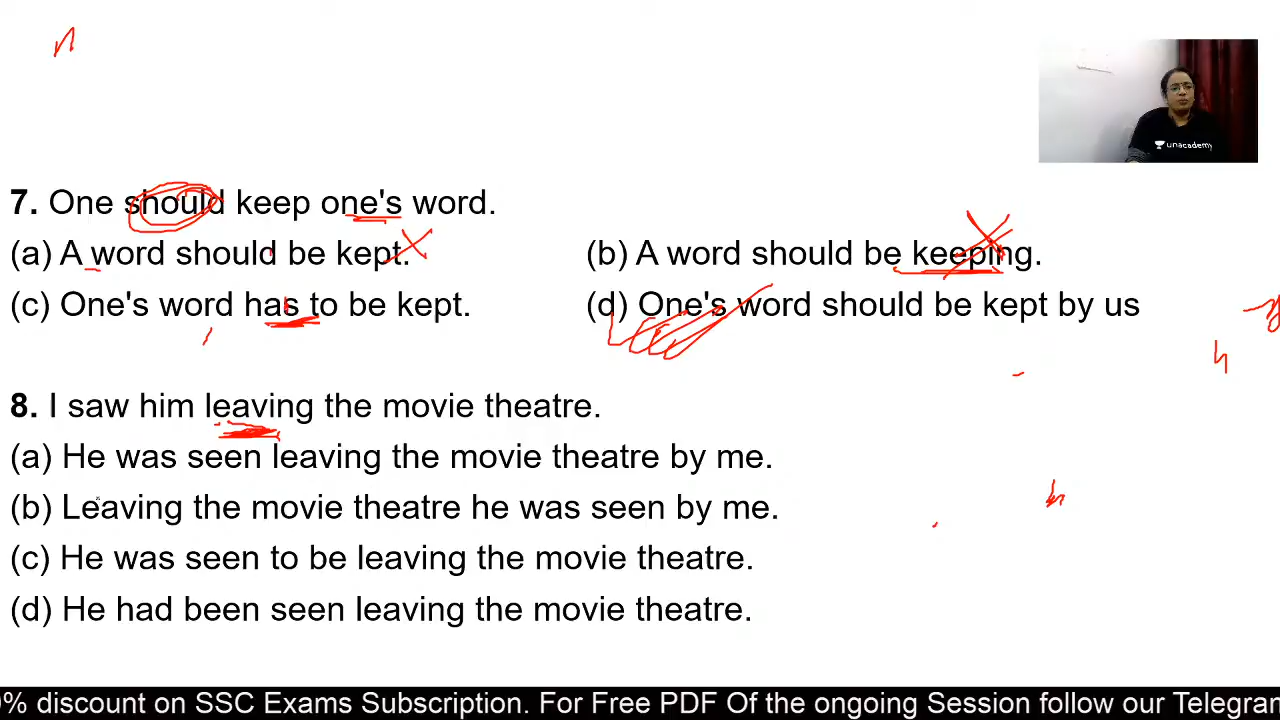 unacademy
7. One should keep one's word.
(a) A word should be kept. (b) A word should be keeping.
(c) One's word has to be kept. (d) One's word should be kept by us
8. I saw him leaving the movie theatre.
(a) He was seen leaving the movie theatre by me.
(b) Leaving the movie theatre he was seen by me.
(c) He was seen to be leaving the movie theatre.
(d) He had been seen leaving the movie theatre.
% discount on SSC Exams Subscription. For Free PDF Of the ongoing Session follow our Telegram